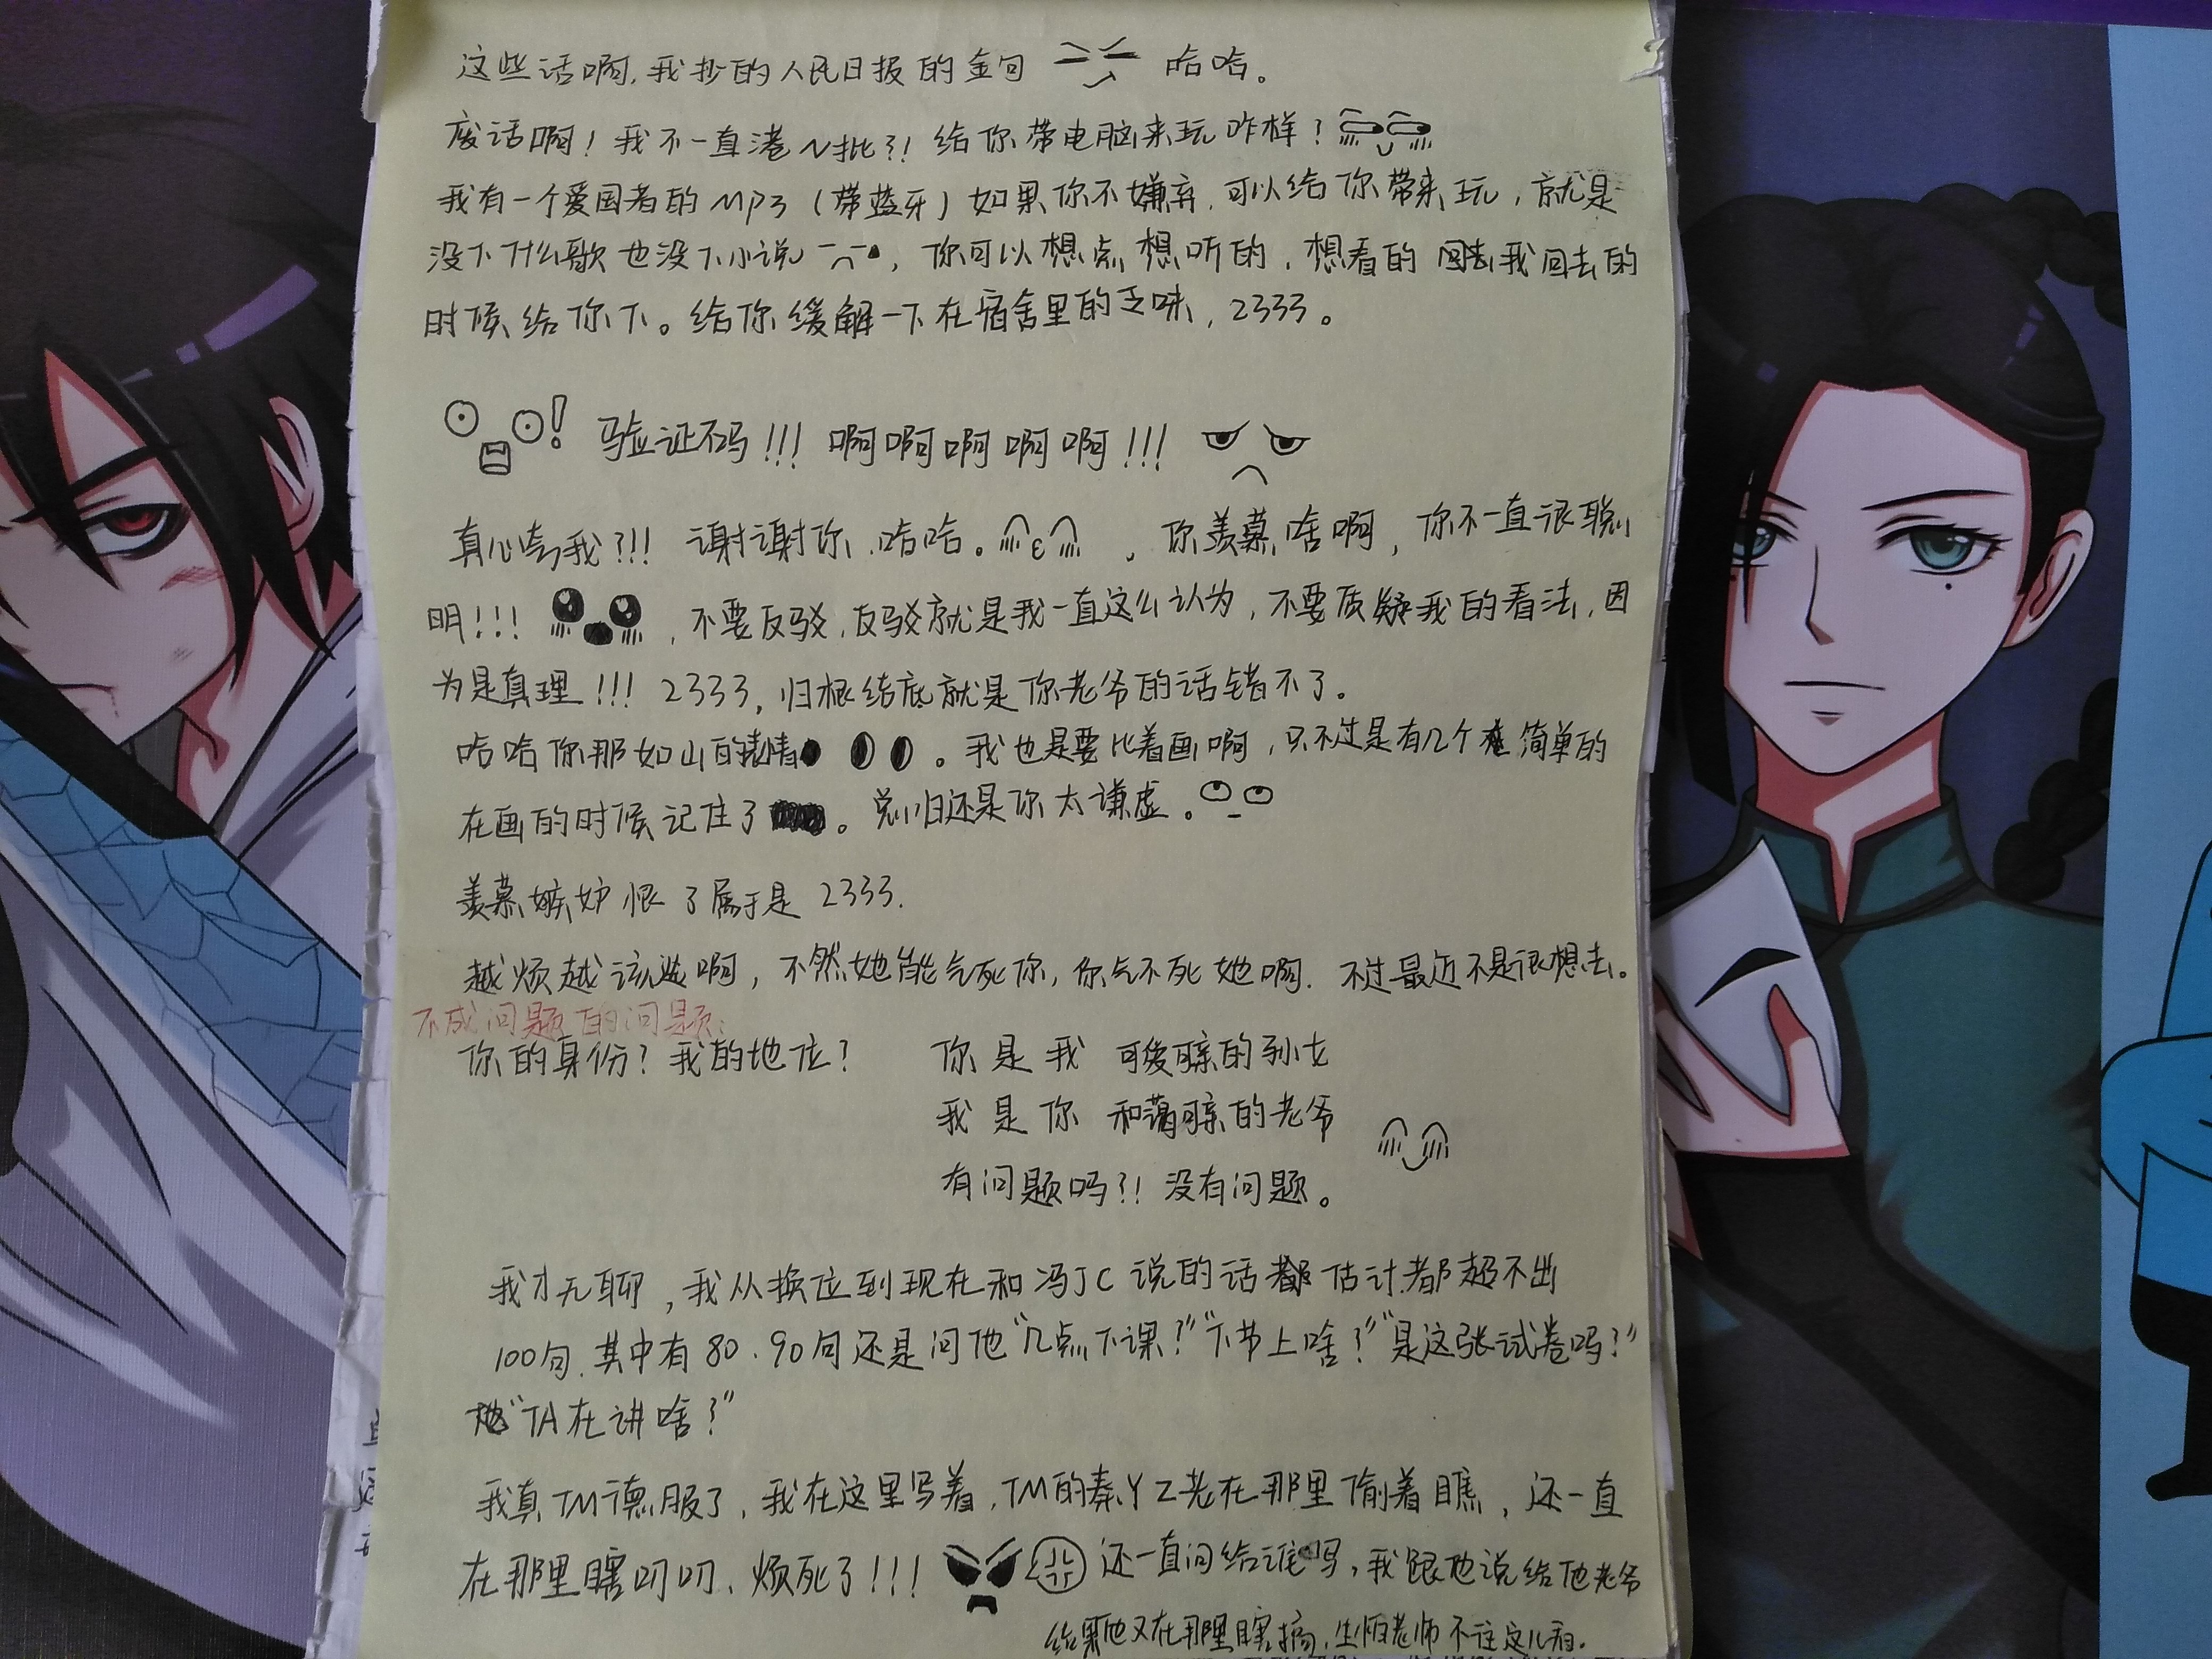 这些话啊,我抄的人民日报的金句 哈哈。
废话啊！我不一直港N批?! 给你带电脑来玩咋样？
我有一个爱国者的MP3（带蓝牙）如果你不嫌弃,可以给你带来玩,就是
没下什么歌也没下小说,你可以想点想听的,想看的 我回去的
时候给你下。给你缓解一下在宿舍里的乏味,2333。
验证码!!! 啊啊啊啊啊!!!
真心夸我?!!! 谢谢你,哈哈。,你羡慕啥啊,你不一直很聪
明!!! ,不要反驳,反驳就是我一直这么认为,不要质疑我的看法,因
为是真理!!! 2333,归根结底就是你老爷的话错不了。
哈哈你那如山的表情 。我也是要比着画啊,只不过是有几个 简单的
在画的时候记住了 。总归还是你太谦虚。
羡慕嫉妒恨了属于是 2333.
越烦越该 啊,不然她能气死你,你气不死她啊. 不过最近不是很想去。
不成问题的问题:
你的身份? 我的地位? 你是我 可爱可亲的孙女
我是你 和蔼可亲的老爷
有问题吗?! 没有问题。
我才无聊,我从换位到现在和冯JC说的话 估计都超不出
100句.其中有80、90句还是问他“几点下课?”“下节上啥?”“是这张试卷吗?”
“TA在讲啥?”
我真TM德服了,我在这里写着,TM的秦YZ老在那里偷着瞧,还一直
在那里瞎叨叨、烦死了!!! 还一直问给谁写,我跟他说给他老爷
结果他又在那里瞎搞,生怕老师不往这儿看.